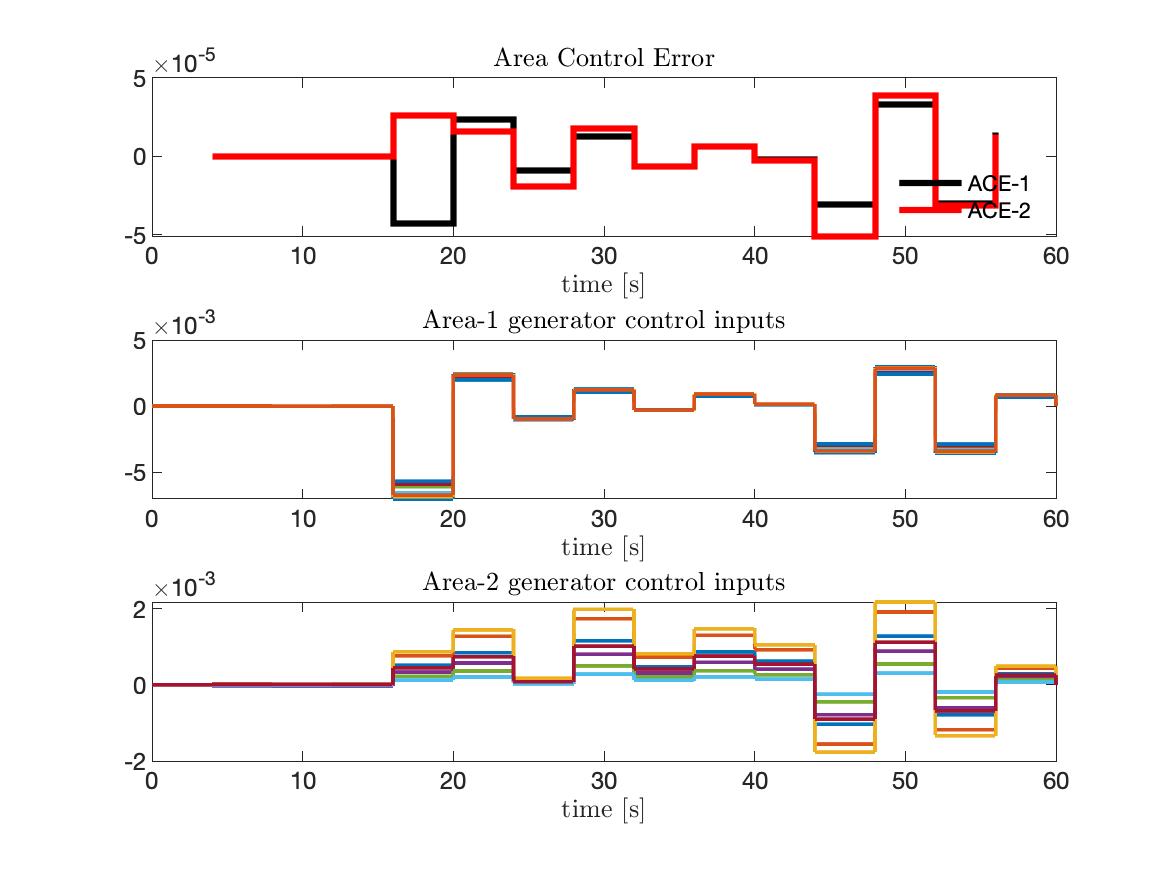 Area Control Error
×10-5
5
0
-5
ACE-1
ACE-2
0 10 20 30 40 50 60
time [s]
Area-1 generator control inputs
×10-3
5
0
-5
0 10 20 30 40 50 60
time [s]
Area-2 generator control inputs
×10-3
2
0
-2
0 10 20 30 40 50 60
time [s]